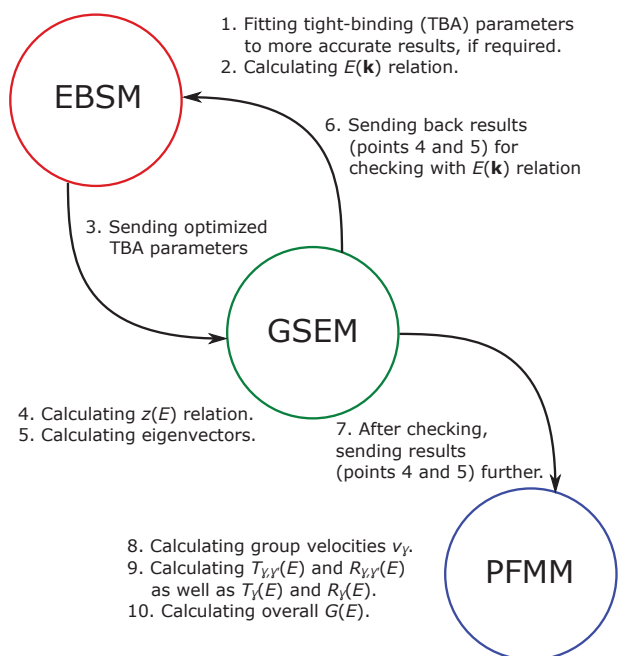 1. Fitting tight-binding (TBA) parameters
to more accurate results, if required.
2. Calculating E(k) relation.
EBSM
6. Sending back results
(points 4 and 5) for
checking with E(k) relation
3. Sending optimized
TBA parameters
GSEM
4. Calculating z(E) relation.
5. Calculating eigenvectors.
7. After checking,
sending results
(points 4 and 5) further.
8. Calculating group velocities vᵧ.
9. Calculating Tᵧ,ᵧ′(E) and Rᵧ,ᵧ′(E)
as well as Tᵧ(E) and Rᵧ(E).
10. Calculating overall G(E).
PFMM